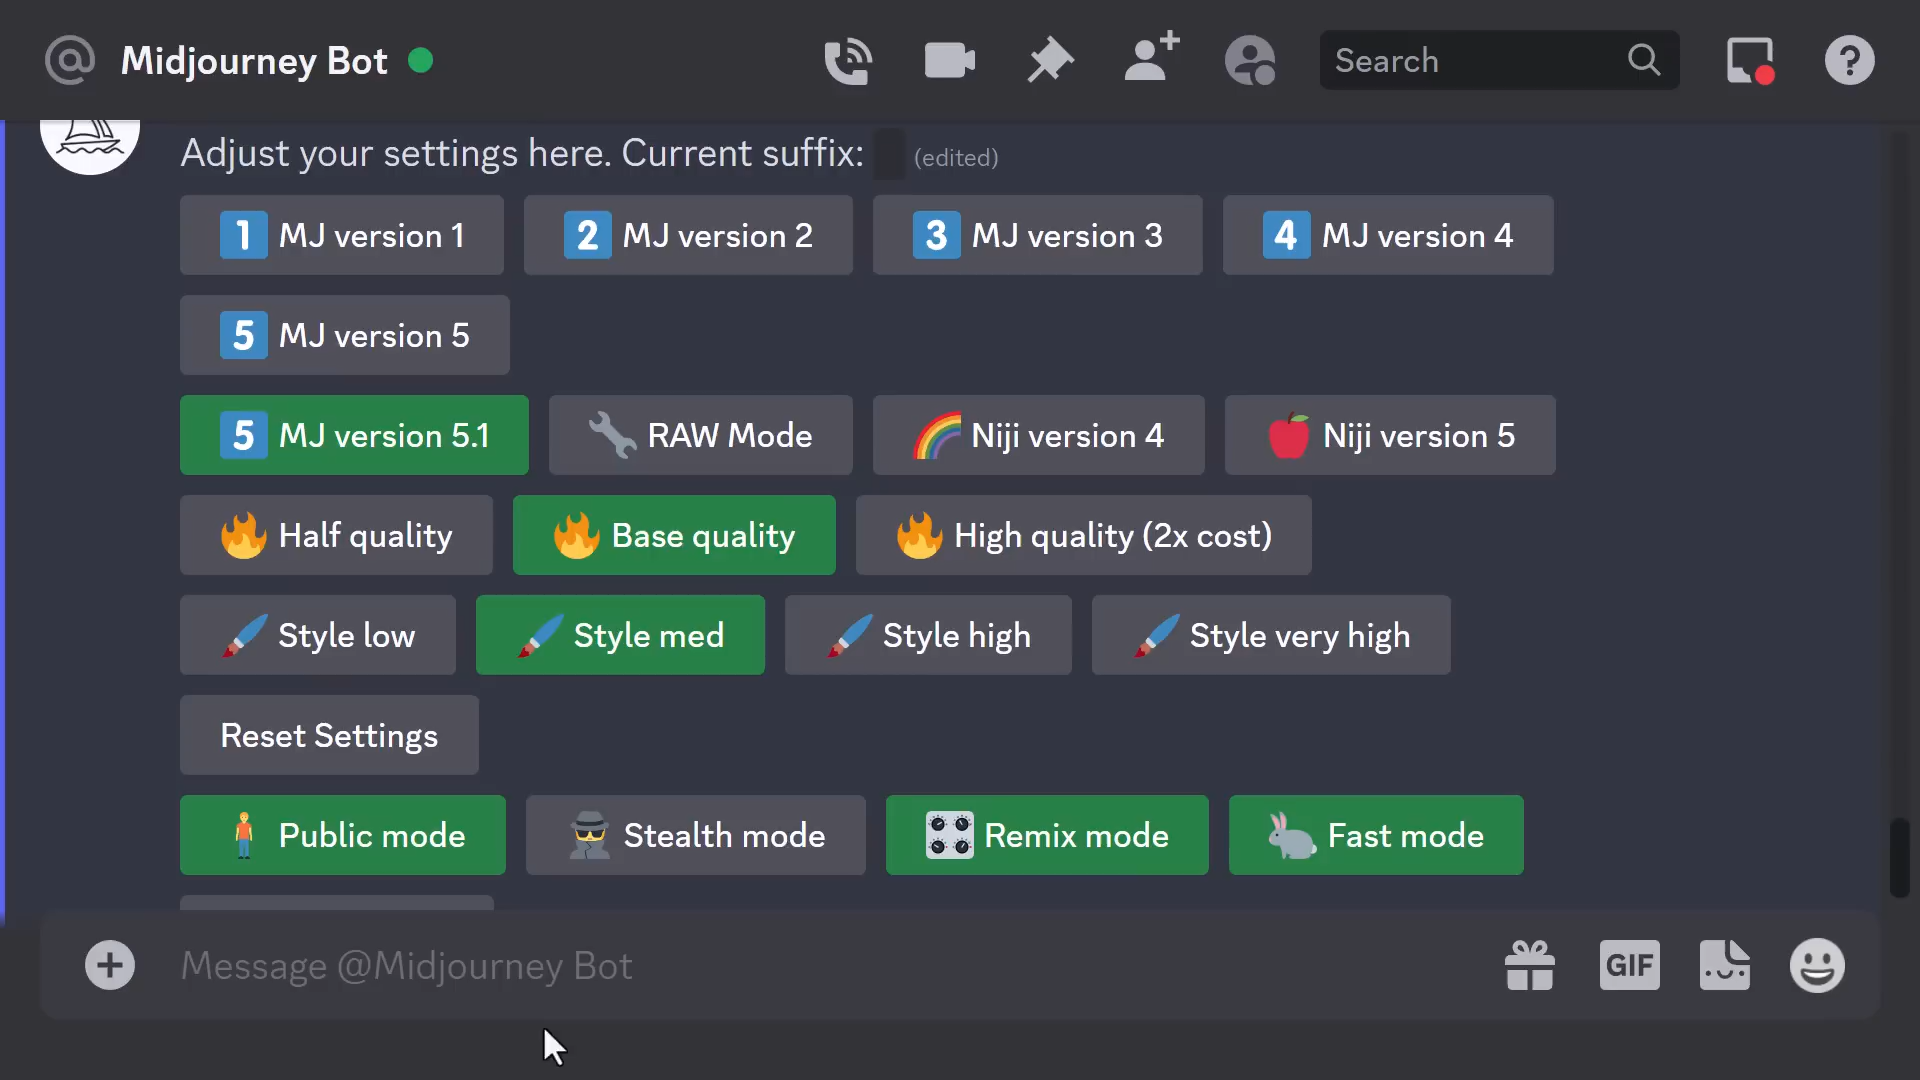 Midjourney Bot
Search
Adjust your settings here. Current suffix: (edited)
1 MJ version 1 2 MJ version 2 3 MJ version 3 4 MJ version 4
5 MJ version 5
5 MJ version 5.1 RAW Mode Niji version 4 Niji version 5
Half quality Base quality High quality (2x cost)
Style low Style med Style high Style very high
Reset Settings
Public mode Stealth mode Remix mode Fast mode
Message @Midjourney Bot GIF